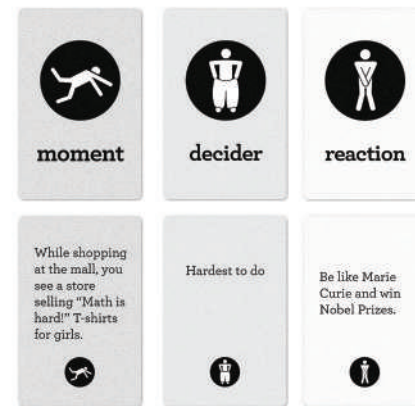 moment
decider
reaction
While shopping
at the mall, you
see a store
selling “Math is
hard!” T-shirts
for girls.
Hardest to do
Be like Marie
Curie and win
Nobel Prizes.